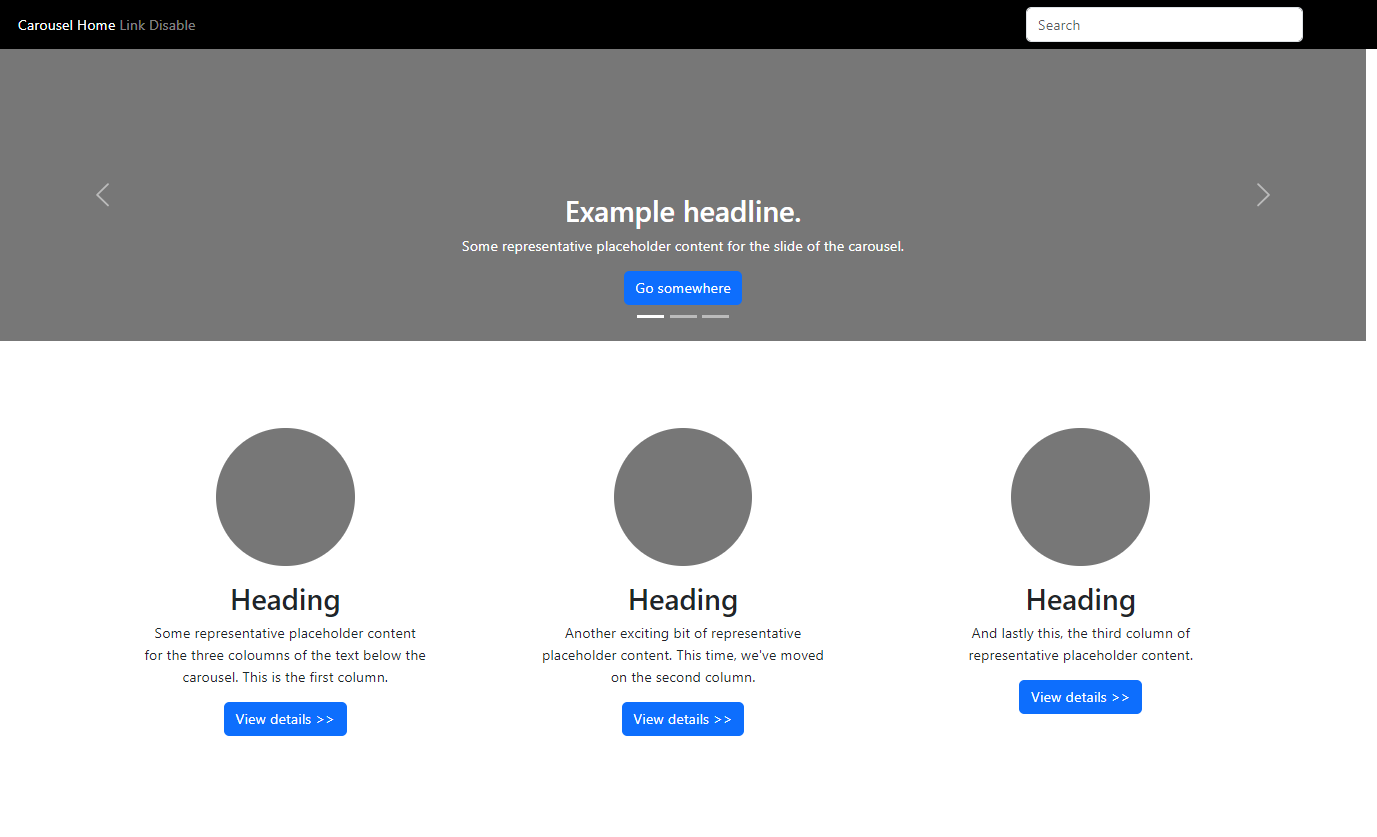 Carousel Home Link Disable
Search
Example headline.
Some representative placeholder content for the slide of the carousel.
Go somewhere
Heading
Some representative placeholder content
for the three coloumns of the text below the
carousel. This is the first column.
View details >>
Heading
Another exciting bit of representative
placeholder content. This time, we've moved
on the second column.
View details >>
Heading
And lastly this, the third column of
representative placeholder content.
View details >>